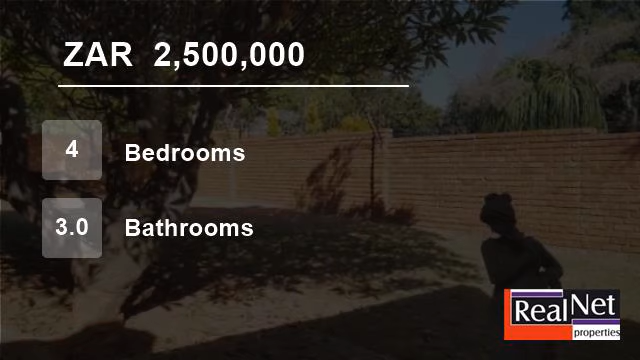 ZAR 2,500,000
4
Bedrooms
3.0
Bathrooms
RealNet
properties